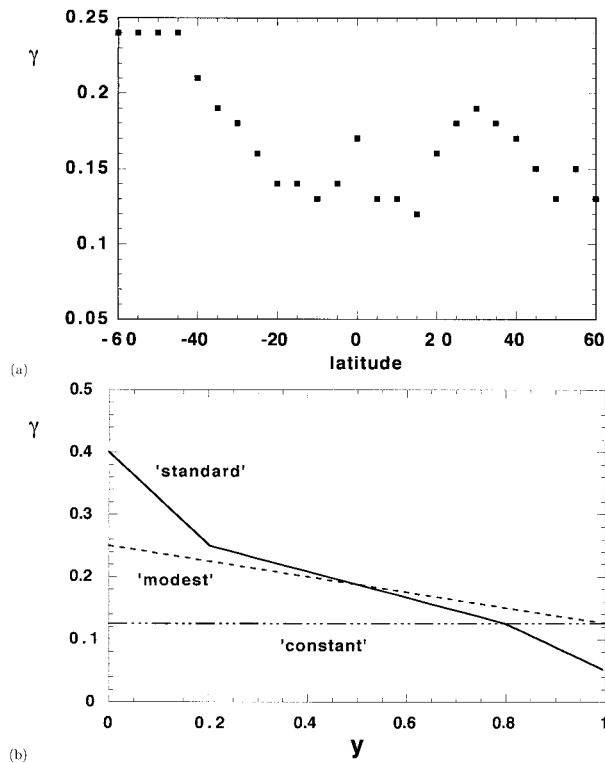 0.25
γ
0.2
0.15
0.1
0.05
-60 -40 -20 0 20 40 60
latitude
(a)
0.5
γ
0.4
'standard'
0.3
'modest'
0.2
0.1
'constant'
0
0 0.2 0.4 0.6 0.8 1
y
(b)